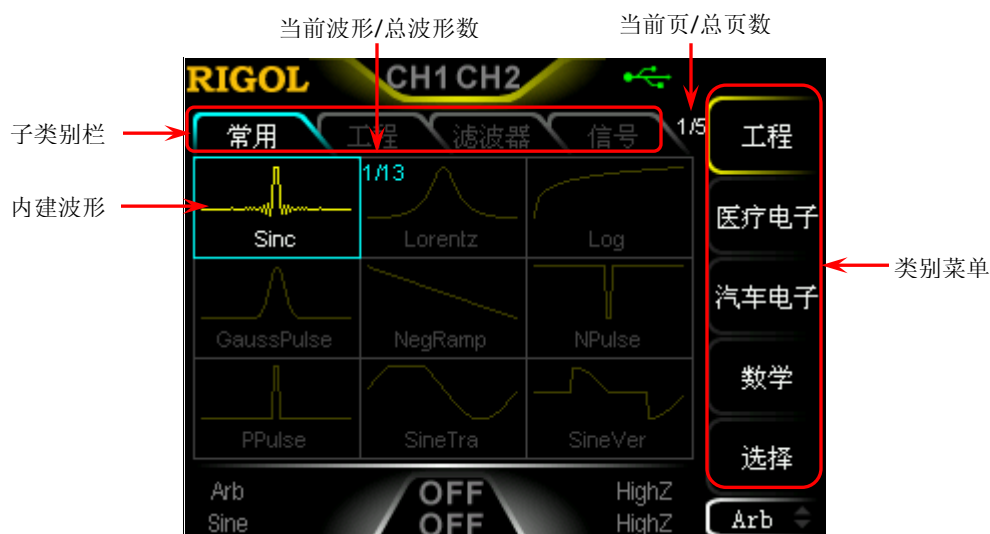 当前波形/总波形数
当前页/总页数
RIGOL
CH1 CH2
子类别栏
常用
工程
滤波器
信号
1/5
工程
内建波形
1/13
Sinc
Lorentz
Log
医疗电子
类别菜单
汽车电子
GaussPulse
NegRamp
NPulse
数学
PPulse
SineTra
SineVer
选择
Arb
OFF
HighZ
Sine
OFF
HighZ
Arb